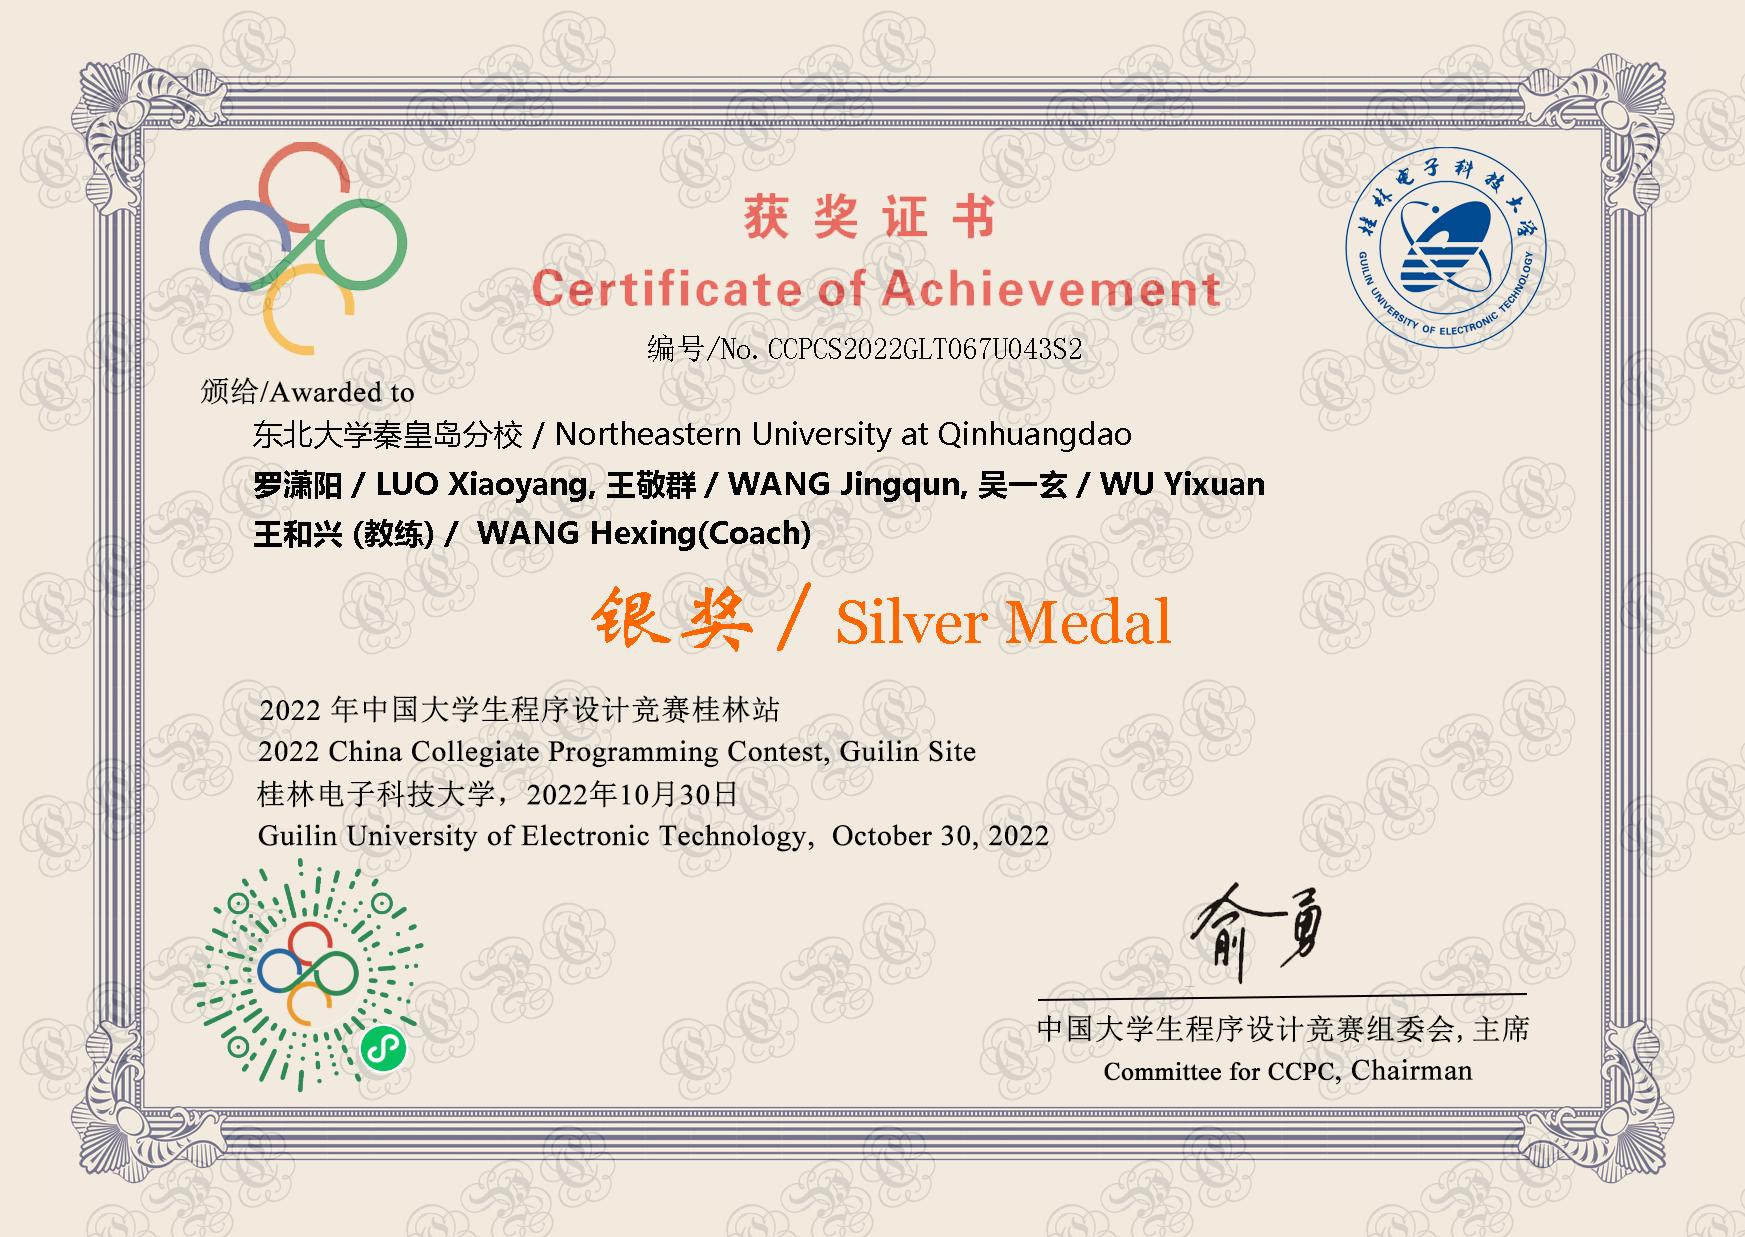 获奖证书
Certificate of Achievement
桂林电子科技大学
GUILIN UNIVERSITY OF ELECTRONIC TECHNOLOGY
编号/No. CCPCS2022GLT067U043S2
颁给/Awarded to
东北大学秦皇岛分校 / Northeastern University at Qinhuangdao
罗潇阳 / LUO Xiaoyang, 王敬群 / WANG Jingqun, 吴一玄 / WU Yixuan
王和兴 (教练) / WANG Hexing(Coach)
银奖 / Silver Medal
2022 年中国大学生程序设计竞赛桂林站
2022 China Collegiate Programming Contest, Guilin Site
桂林电子科技大学，2022年10月30日
Guilin University of Electronic Technology, October 30, 2022
俞勇
中国大学生程序设计竞赛组委会, 主席
Committee for CCPC, Chairman